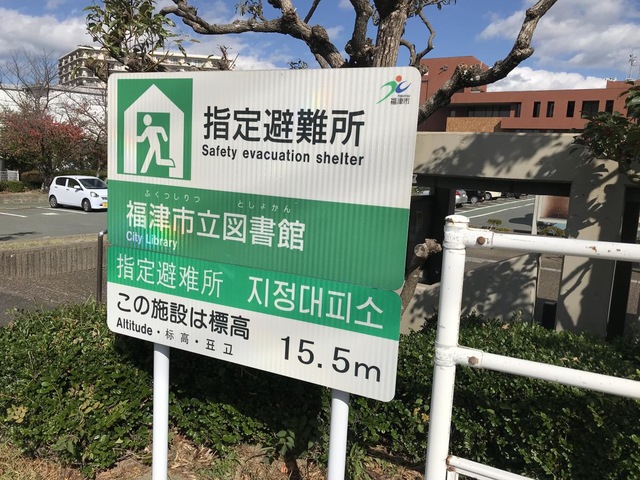 福津市
指定避難所
Safety evacuation shelter
ふくつしりつ としょかん
福津市立図書館
City Library
指定避难所 지정대피소
この施設は標高
Altitude・标高・표고
15.5m